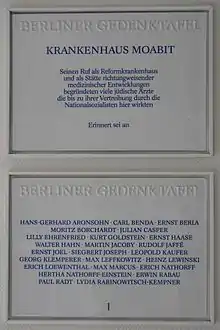 BERLINER GEDENKTAFEL
KRANKENHAUS MOABIT
Seinen Ruf als Reformkrankenhaus
und als Stätte richtungweisender
medizinischer Entwicklungen
begründeten viele jüdische Ärzte
die bis zu ihrer Vertreibung durch die
Nationalsozialisten hier wirkten
Erinnert sei an
BERLINER GEDENKTAFEL
HANS-GERHARD ARONSOHN · CARL BENDA · ERNST BERLA
MORITZ BORCHARDT · JULIAN CASPER
LILLY EHRENFRIED · KURT GOLDSTEIN · ERNST HAASE
WALTER HAHN · MARTIN JACOBY · RUDOLF JAFFÉ
ERNST JOEL · SIEGBERT JOSEPH · LEOPOLD KAUFER
GEORG KLEMPERER · MAX LEFFKOWITZ · HEINZ LEWINSKI
ERICH LOEWENTHAL · MAX MARCUS · ERICH NATHORFF
HERTHA NATHORFF-EINSTEIN · ERWIN RABAU
PAUL RADT · LYDIA RABINOWITSCH-KEMPNER